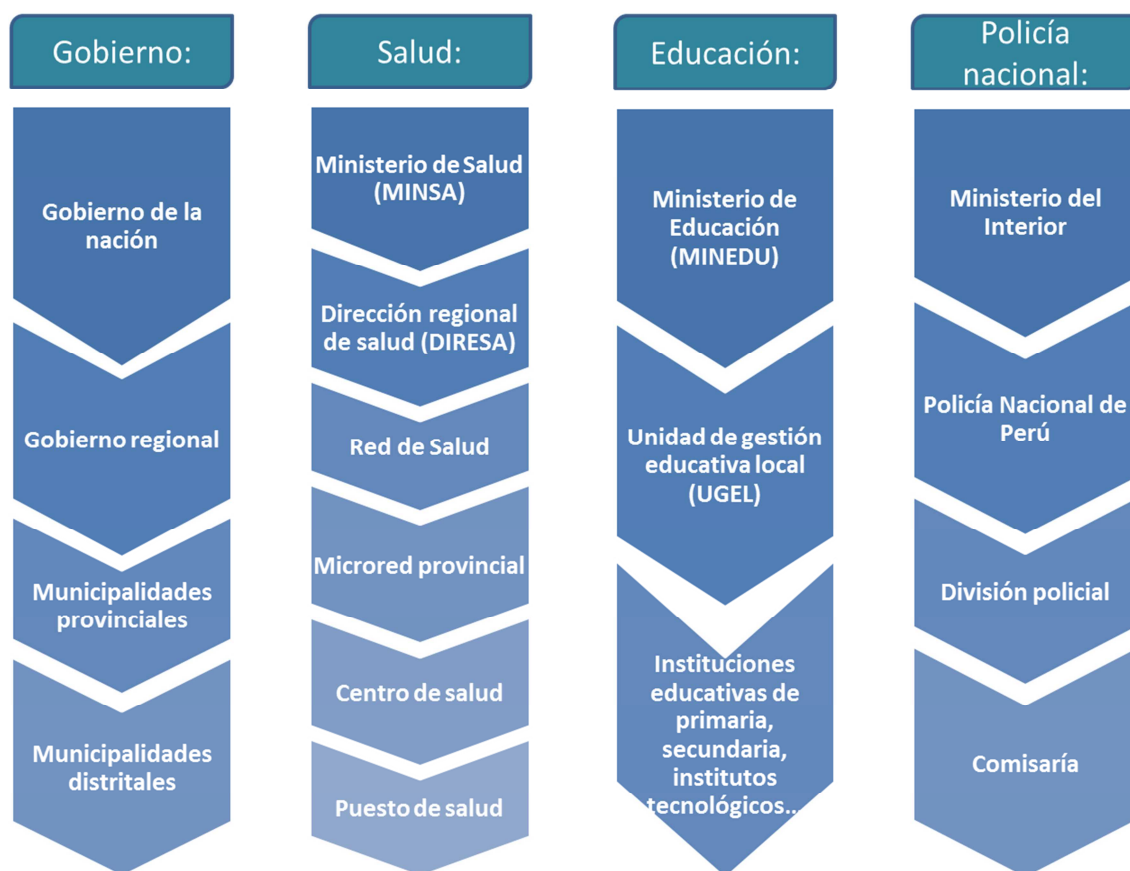 Gobierno:
Gobierno de la
nación
Gobierno regional
Municipalidades
provinciales
Municipalidades
distritales
Salud:
Ministerio de Salud
(MINSA)
Dirección regional
de salud (DIRESA)
Red de Salud
Microred provincial
Centro de salud
Puesto de salud
Educación:
Ministerio de
Educación
(MINEDU)
Unidad de gestión
educativa local
(UGEL)
Instituciones
educativas de
primaria,
secundaria,
institutos
tecnológicos...
Policía
nacional:
Ministerio del
Interior
Policía Nacional de
Perú
División policial
Comisaría